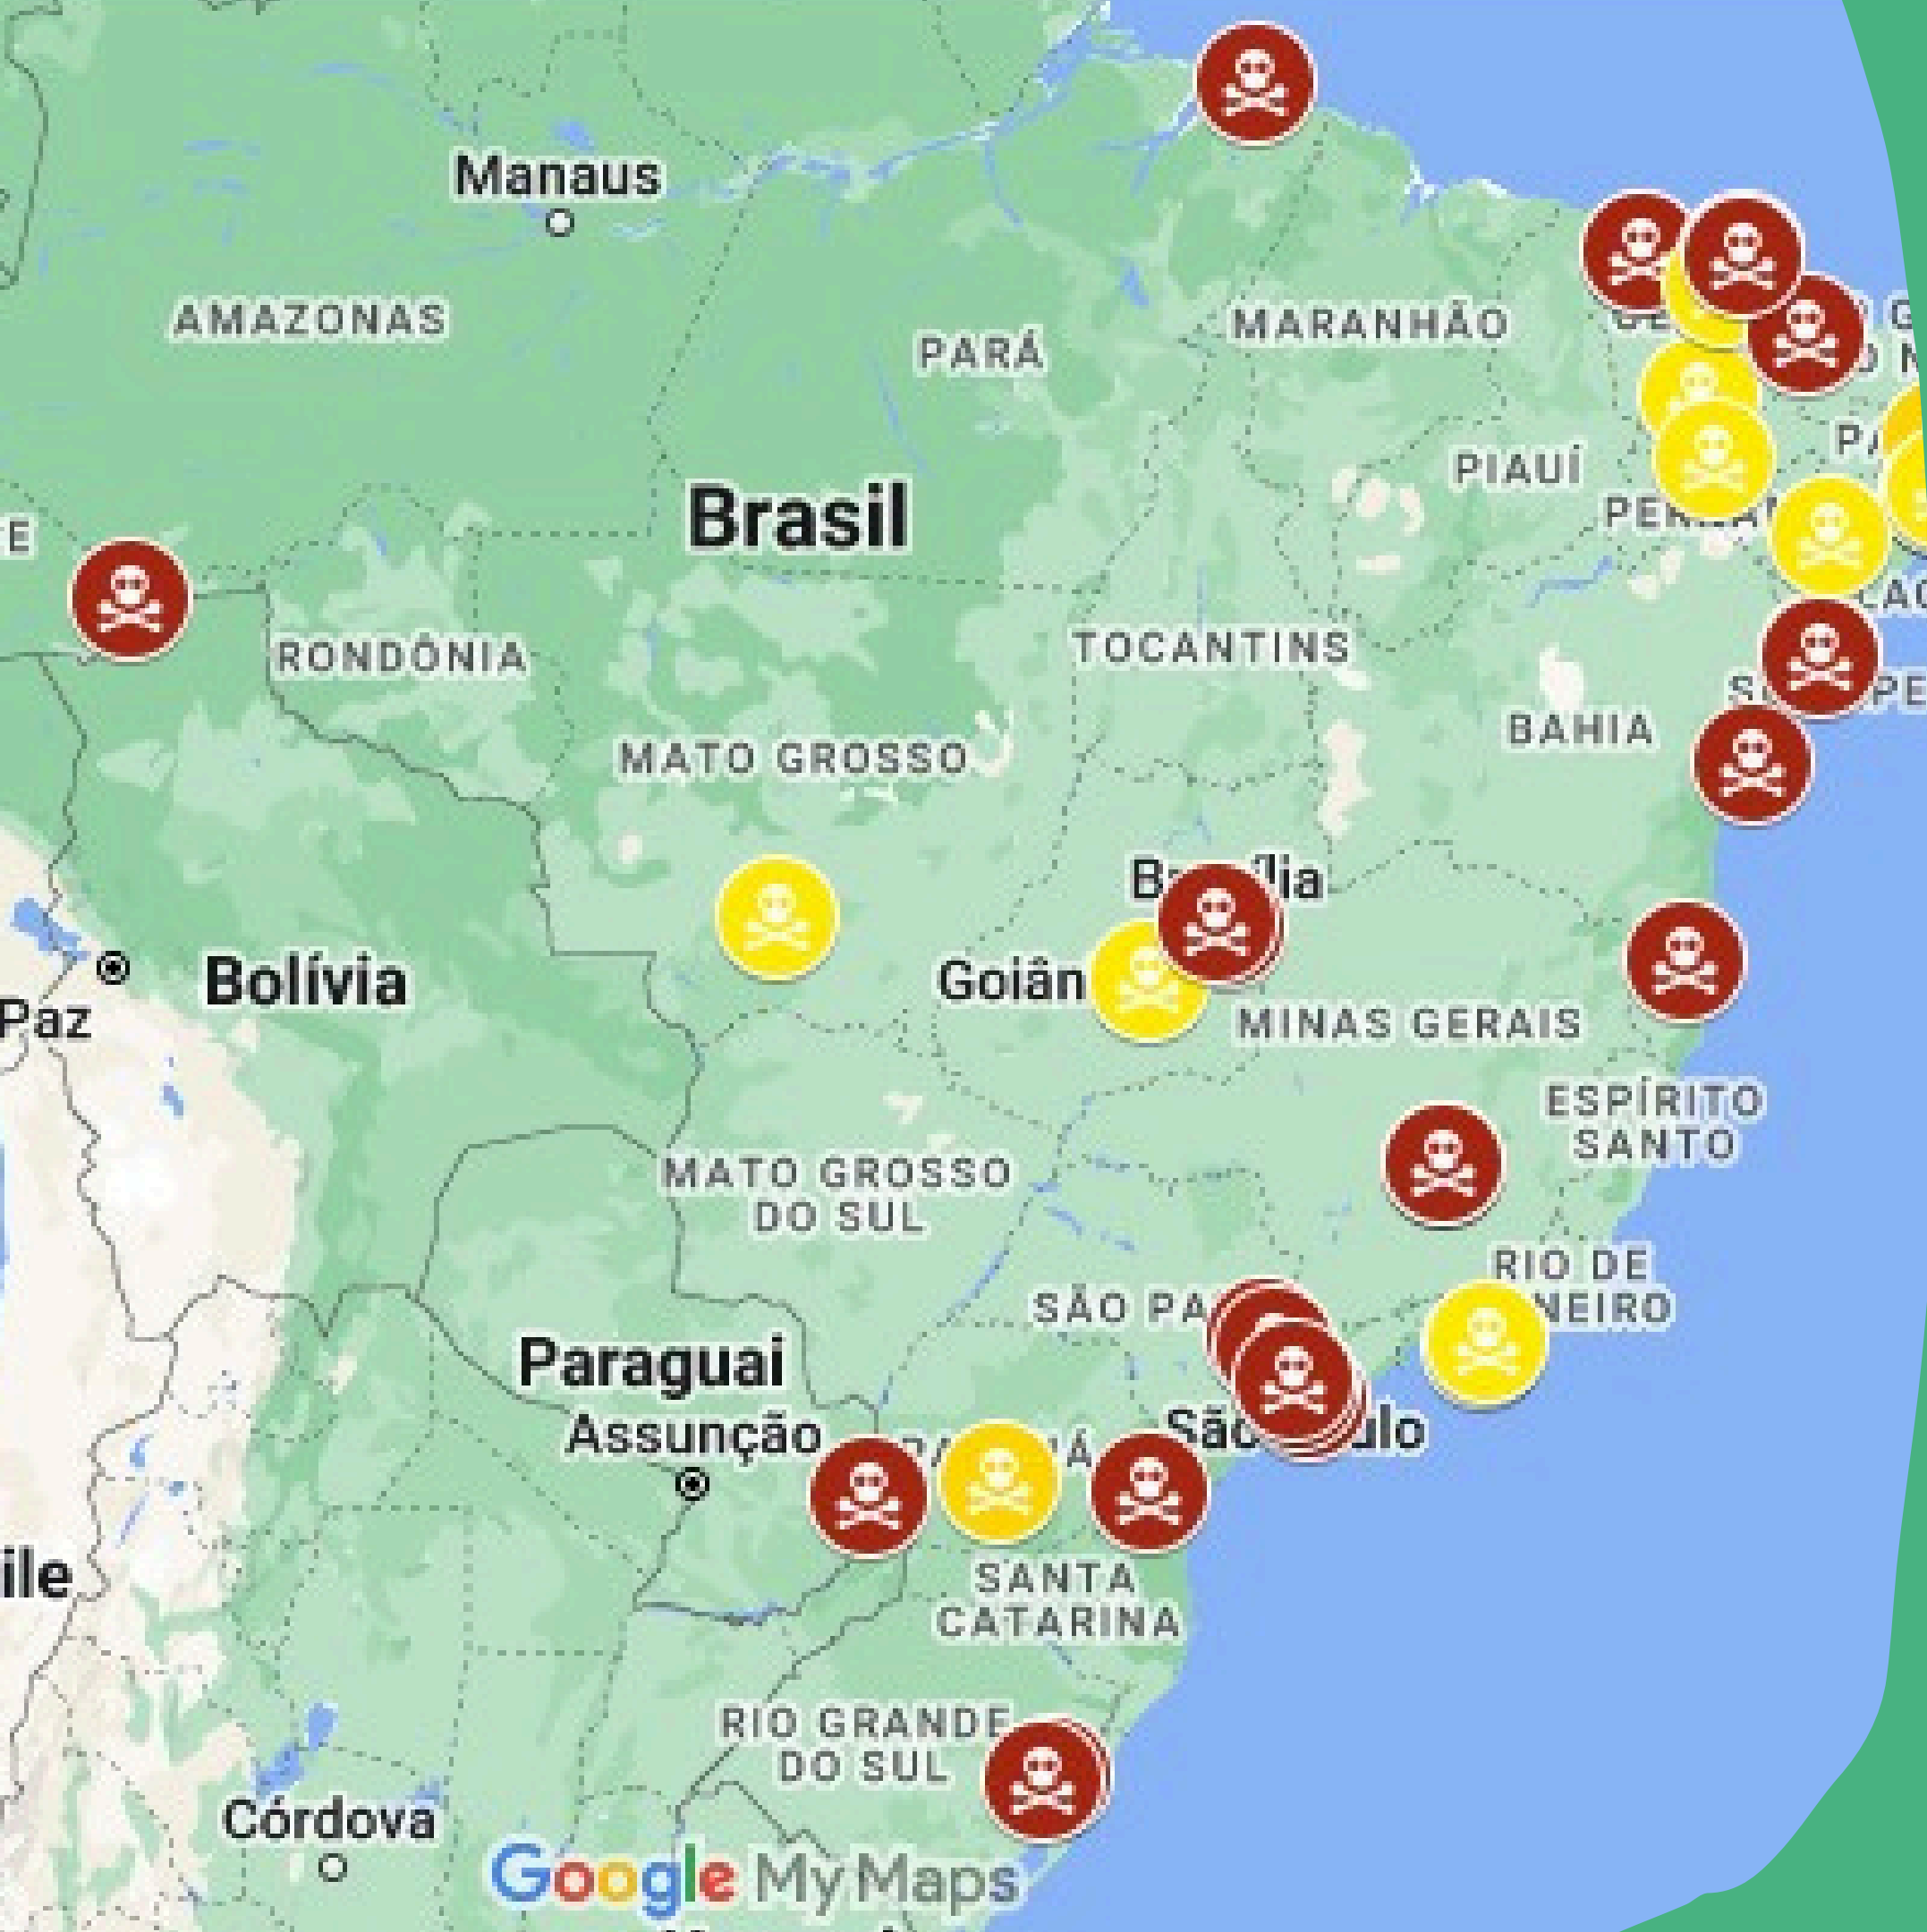 Manaus
AMAZONAS
PARÁ
MARANHÃO
PIAUÍ
Brasil
RONDÔNIA
TOCANTINS
MATO GROSSO
BAHIA
Bolívia
Paz
Goiân
MINAS GERAIS
ESPÍRITO
SANTO
MATO GROSSO
DO SUL
RIO DE
NEIRO
SÃO PA
Paraguai
Assunção
SANTA
CATARINA
RIO GRANDE
DO SUL
Córdova
Google My Maps